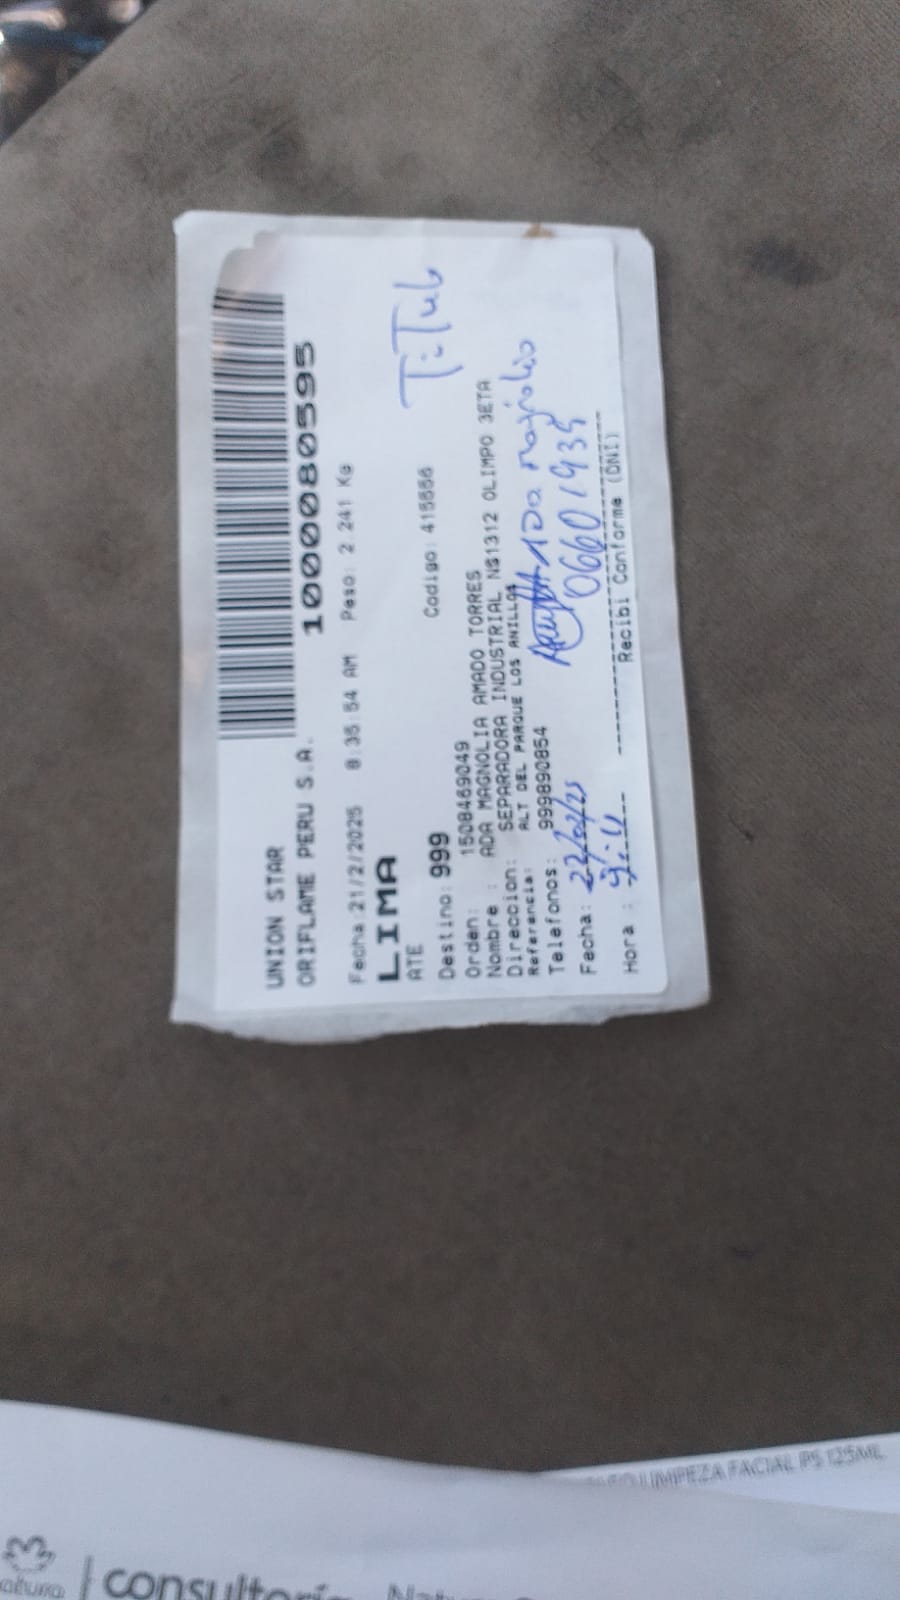 UNION STAR
ORIFLAME PERU S.A.
1000080595
Fecha:21/2/2025 8:35:54 AM Peso: 2.241 Kg
LIMA
ATE
Codigo: 415556
Destino: 999
Orden: 1508469049
Nombre : ADA MAGNOLIA AMADO TORRES
Direccion: SEPARADORA INDUSTRIAL N$1312 OLIMPO 3ETA
Referencia: ALT DEL PARQUE LOS ANILLOS
Telefonos: 999890854
ADA Magnolia
06601935
Fecha: 22/02/25
Hora :
Recibi Conforme (DNI)
LIMPEZA FACIAL PS 125ML
natura
consultoría